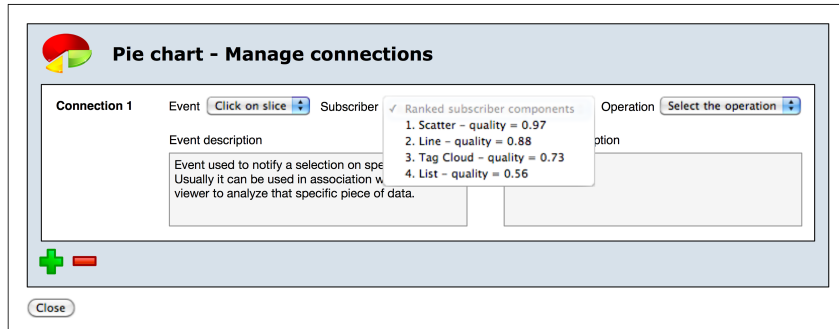 Pie chart - Manage connections
Connection 1 Event Click on slice Subscriber Ranked subscriber components Operation Select the operation
1. Scatter - quality = 0.97
2. Line - quality = 0.88
3. Tag Cloud - quality = 0.73
4. List - quality = 0.56
Event description ption
Event used to notify a selection on spe
Usually it can be used in association w
viewer to analyze that specific piece of data.
Close